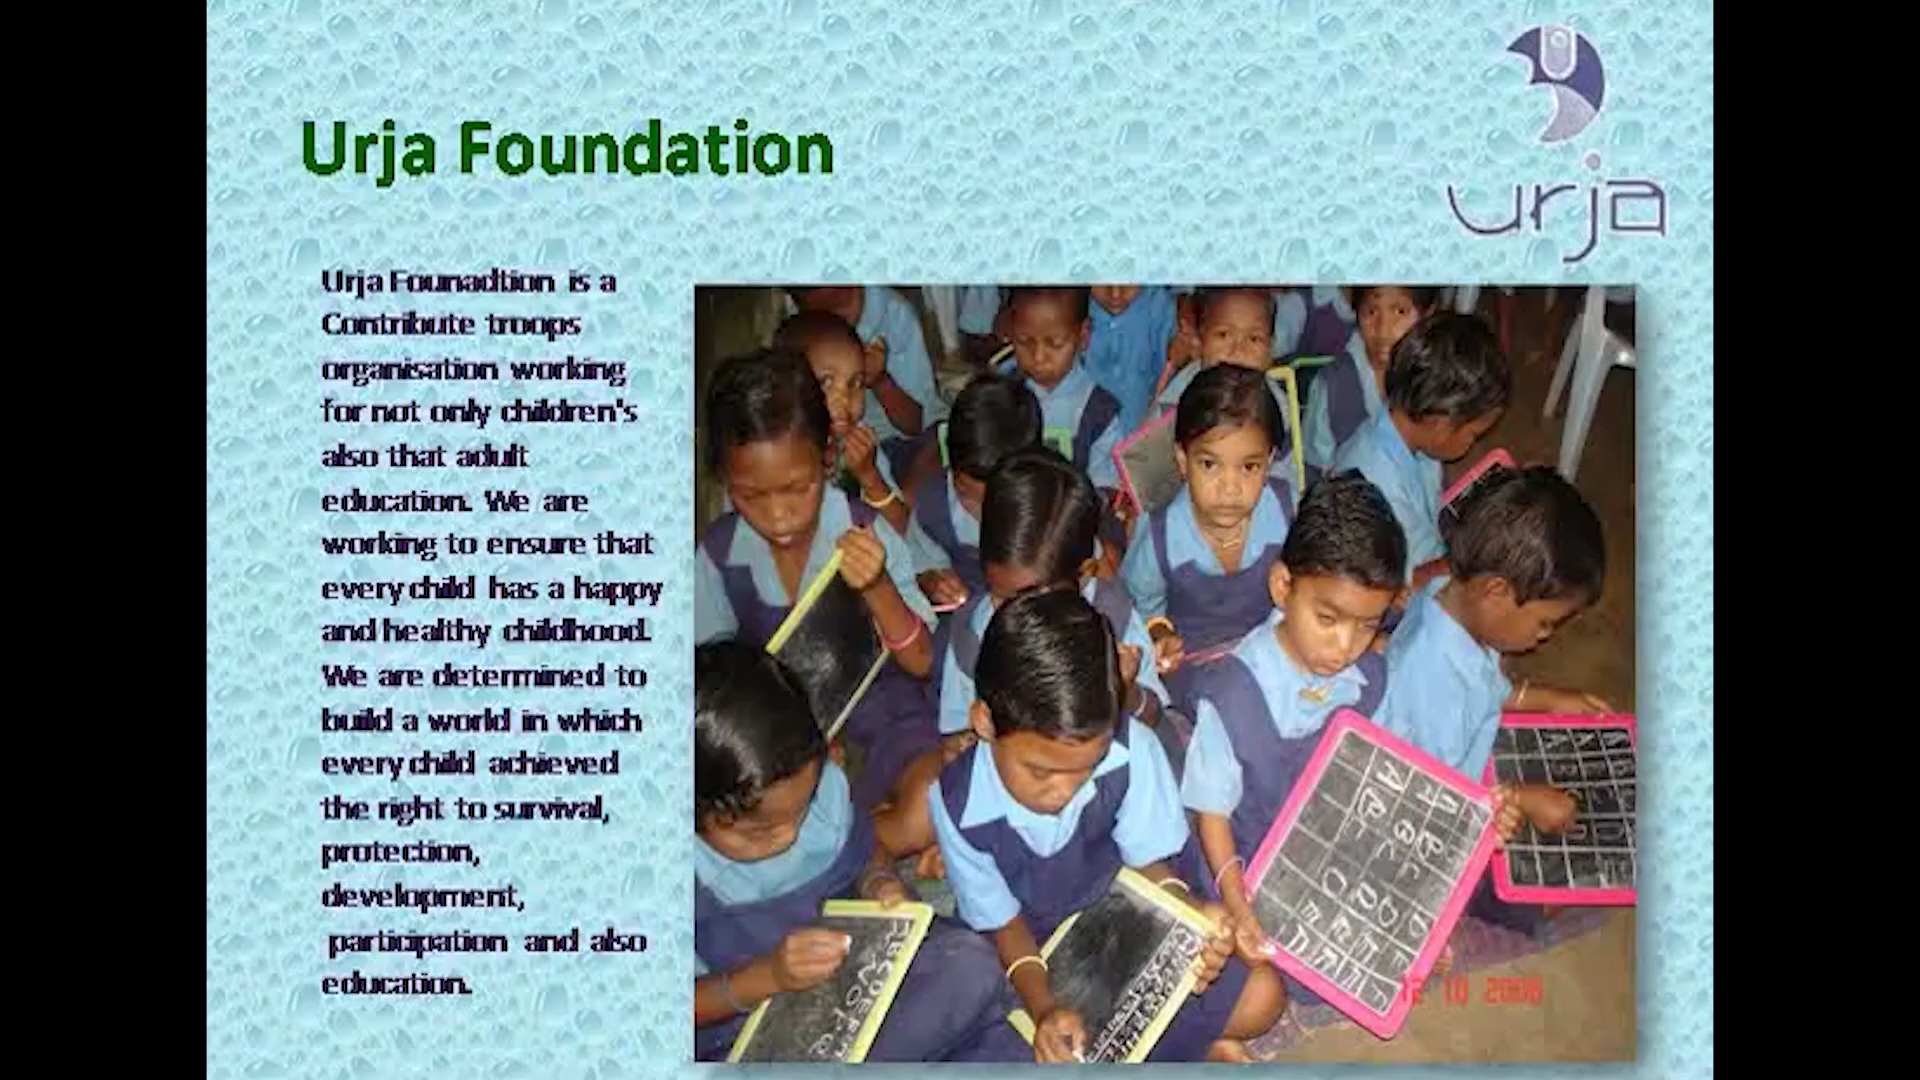 urja
Urja Foundation
Urja Founadtion is a
Contribute troops
organisation working
for not only children's
also that adult
education. We are
working to ensure that
every child has a happy
and healthy childhood.
We are determined to
build a world in which
every child achieved
the right to survival,
protection,
development,
participation and also
education.
12 10 2008